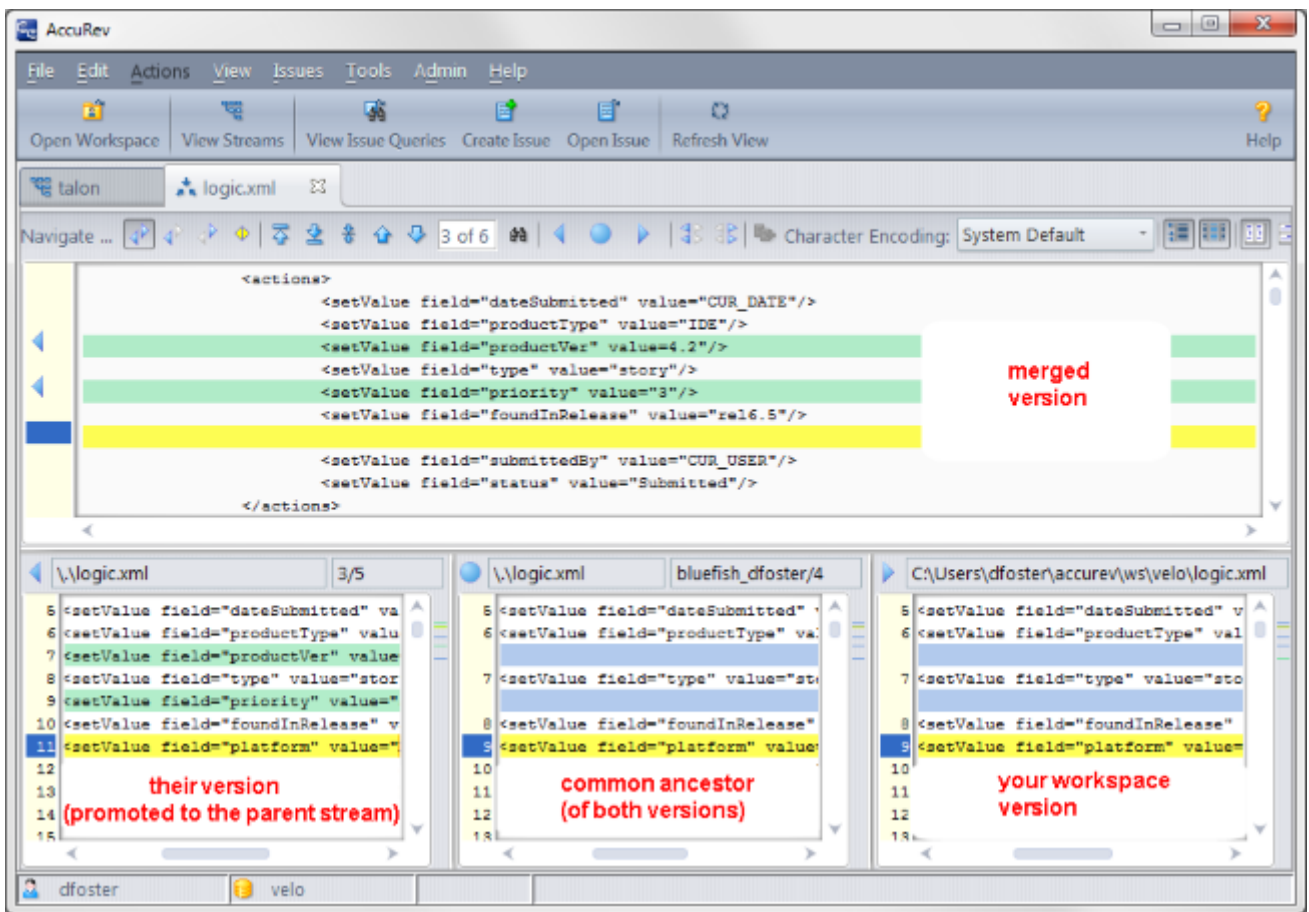 AccuRev
File Edit Actions View Issues Tools Admin Help
Open Workspace View Streams View Issue Queries Create Issue Open Issue Refresh View Help
talon logic.xml
Navigate ... 3 of 6 Character Encoding: System Default
<actions>
<setValue field="dateSubmitted" value="CUR_DATE"/>
<setValue field="productType" value="IDE"/>
<setValue field="productVer" value=4.2"/>
<setValue field="type" value="story"/>
<setValue field="priority" value="3"/>
<setValue field="foundInRelease" value="rel6.5"/>
<setValue field="submittedBy" value="CUR_USER"/>
<setValue field="status" value="Submitted"/>
</actions>
merged
version
\.\logic.xml 3/5
5 <setValue field="dateSubmitted" va
6 <setValue field="productType" valu
7 <setValue field="productVer" value
8 <setValue field="type" value="stor
9 <setValue field="priority" value="
10 <setValue field="foundInRelease" v
11 <setValue field="platform" value="
12
13
14
15
their version
(promoted to the parent stream)
\.\logic.xml bluefish_dfoster/4
5 <setValue field="dateSubmitted"
6 <setValue field="productType" va
7 <setValue field="type" value="st
8 <setValue field="foundInRelease"
9 <setValue field="platform" value
10
11
12
13
common ancestor
(of both versions)
C:\Users\dfoster\accurev\ws\velo\logic.xml
5 <setValue field="dateSubmitted" v
6 <setValue field="productType" val
7 <setValue field="type" value="sto
8 <setValue field="foundInRelease"
9 <setValue field="platform" value=
10
11
12
13
your workspace
version
dfoster velo